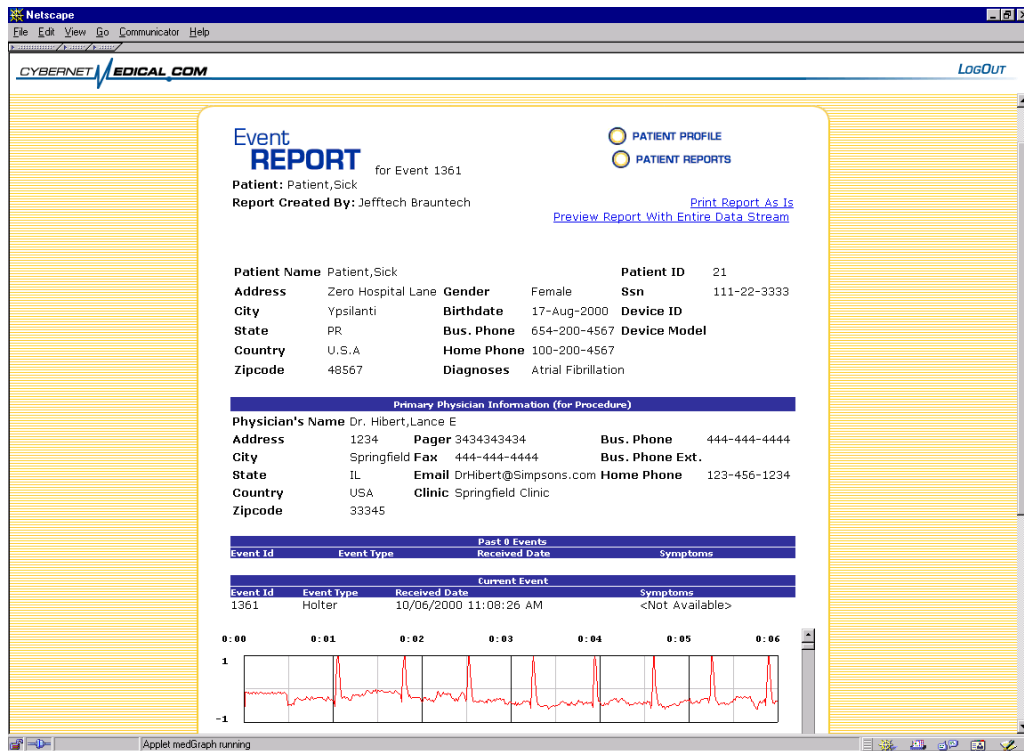 Netscape
File Edit View Go Communicator Help
CYBERNET MEDICAL.COM
LOGOUT
Event
REPORT for Event 1361
PATIENT PROFILE
PATIENT REPORTS
Patient: Patient,Sick
Report Created By: Jefftech Brauntech
Print Report As Is
Preview Report With Entire Data Stream
Patient Name Patient,Sick Patient ID 21
Address Zero Hospital Lane Gender Female Ssn 111-22-3333
City Ypsilanti Birthdate 17-Aug-2000 Device ID
State PR Bus. Phone 654-200-4567 Device Model
Country U.S.A Home Phone 100-200-4567
Zipcode 48567 Diagnoses Atrial Fibrillation
Primary Physician Information (for Procedure)
Physician's Name Dr. Hibert,Lance E
Address 1234 Pager 3434343434 Bus. Phone 444-444-4444
City Springfield Fax 444-444-4444 Bus. Phone Ext.
State IL Email DrHibert@Simpsons.com Home Phone 123-456-1234
Country USA Clinic Springfield Clinic
Zipcode 33345
Past 0 Events
Event Id Event Type Received Date Symptoms
Current Event
Event Id Event Type Received Date Symptoms
1361 Holter 10/06/2000 11:08:26 AM <Not Available>
0:00 0:01 0:02 0:03 0:04 0:05 0:06
1
-1
Applet medGraph running